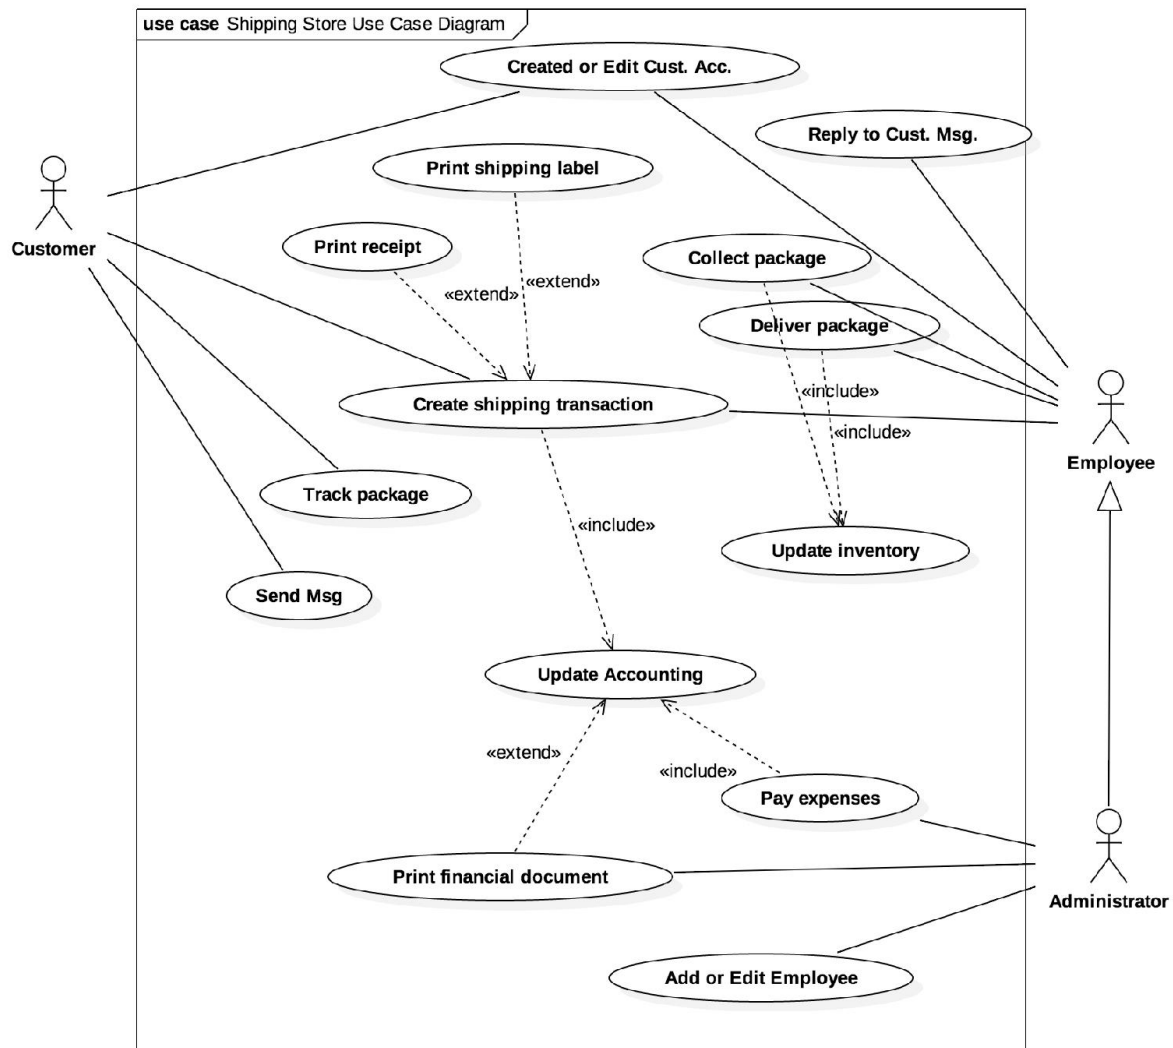 use case Shipping Store Use Case Diagram
Created or Edit Cust. Acc.
Reply to Cust. Msg.
Print shipping label
Customer
Print receipt
Collect package
«extend»
«extend»
Deliver package
«include»
Create shipping transaction
«include»
Employee
Track package
«include»
Update inventory
Send Msg
Update Accounting
«extend»
«include»
Pay expenses
Print financial document
Administrator
Add or Edit Employee